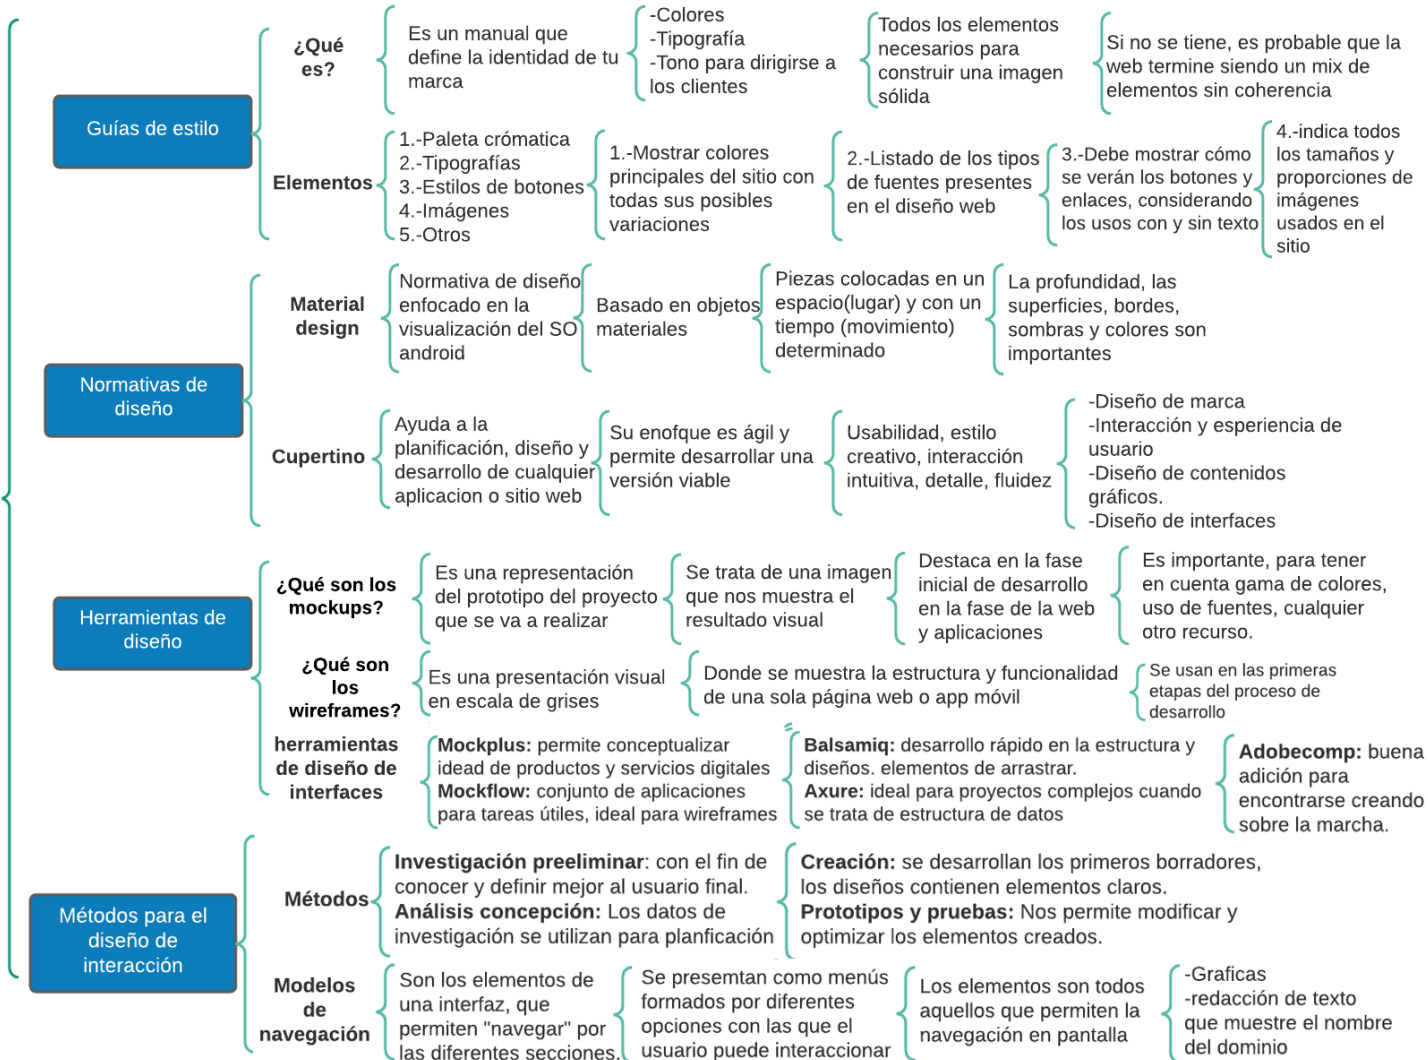 Guías de estilo
¿Qué
es?
Es un manual que
define la identidad de tu
marca
-Colores
-Tipografía
-Tono para dirigirse a
los clientes
Todos los elementos
necesarios para
construir una imagen
sólida
Si no se tiene, es probable que la
web termine siendo un mix de
elementos sin coherencia
Elementos
1.-Paleta crómatica
2.-Tipografías
3.-Estilos de botones
4.-Imágenes
5.-Otros
1.-Mostrar colores
principales del sitio con
todas sus posibles
variaciones
2.-Listado de los tipos
de fuentes presentes
en el diseño web
3.-Debe mostrar cómo
se verán los botones y
enlaces, considerando
los usos con y sin texto
4.-indica todos
los tamaños y
proporciones de
imágenes
usados en el
sitio
Normativas de
diseño
Material
design
Normativa de diseño
enfocado en la
visualización del SO
android
Basado en objetos
materiales
Piezas colocadas en un
espacio(lugar) y con un
tiempo (movimiento)
determinado
La profundidad, las
superficies, bordes,
sombras y colores son
importantes
Cupertino
Ayuda a la
planificación, diseño y
desarrollo de cualquier
aplicacion o sitio web
Su enofque es ágil y
permite desarrollar una
versión viable
Usabilidad, estilo
creativo, interacción
intuitiva, detalle, fluidez
-Diseño de marca
-Interacción y esperiencia de
usuario
-Diseño de contenidos
gráficos.
-Diseño de interfaces
Herramientas de
diseño
¿Qué son los
mockups?
Es una representación
del prototipo del proyecto
que se va a realizar
Se trata de una imagen
que nos muestra el
resultado visual
Destaca en la fase
inicial de desarrollo
en la fase de la web
y aplicaciones
Es importante, para tener
en cuenta gama de colores,
uso de fuentes, cualquier
otro recurso.
¿Qué son
los
wireframes?
Es una presentación visual
en escala de grises
Donde se muestra la estructura y funcionalidad
de una sola página web o app móvil
Se usan en las primeras
etapas del proceso de
desarrollo
herramientas
de diseño de
interfaces
Mockplus: permite conceptualizar
idead de productos y servicios digitales
Mockflow: conjunto de aplicaciones
para tareas útiles, ideal para wireframes
Balsamiq: desarrollo rápido en la estructura y
diseños. elementos de arrastrar.
Axure: ideal para proyectos complejos cuando
se trata de estructura de datos
Adobecomp: buena
adición para
encontrarse creando
sobre la marcha.
Métodos para el
diseño de
interacción
Métodos
Investigación preeliminar: con el fin de
conocer y definir mejor al usuario final.
Análisis concepción: Los datos de
investigación se utilizan para planficación
Creación: se desarrollan los primeros borradores,
los diseños contienen elementos claros.
Prototipos y pruebas: Nos permite modificar y
optimizar los elementos creados.
Modelos
de
navegación
Son los elementos de
una interfaz, que
permiten "navegar" por
las diferentes secciones.
Se presemtan como menús
formados por diferentes
opciones con las que el
usuario puede interaccionar
Los elementos son todos
aquellos que permiten la
navegación en pantalla
-Graficas
-redacción de texto
que muestre el nombre
del dominio